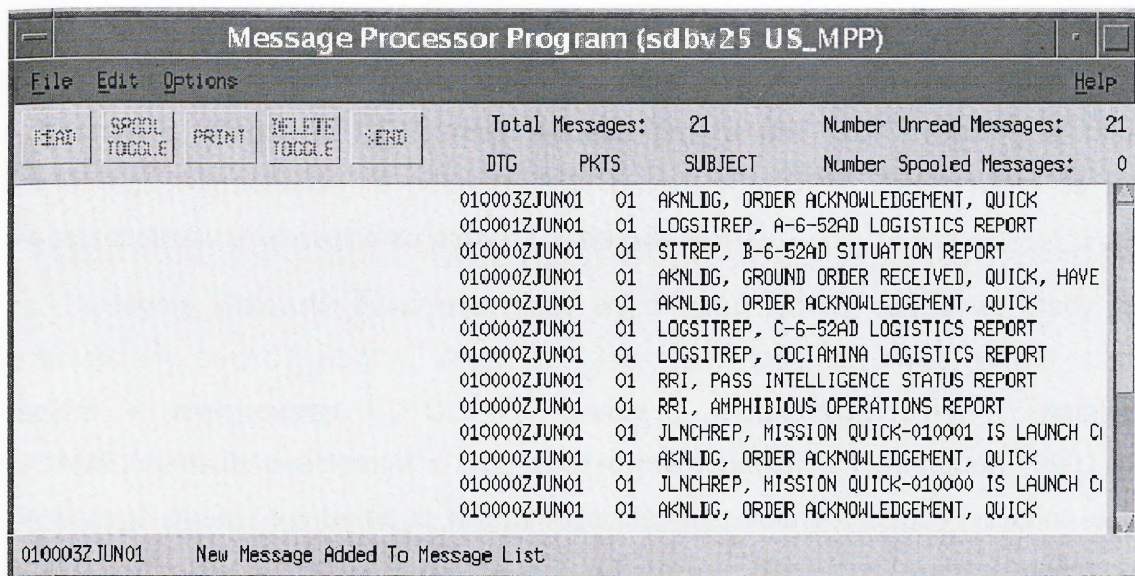 Message Processor Program (sdbv25 US_MPP)
File Edit Options Help
READ SPOOL TOGGLE PRINT DELETE TOGGLE SEND
Total Messages: 21 Number Unread Messages: 21
DTG PKTS SUBJECT Number Spooled Messages: 0
010003ZJUN01 01 AKNLDG, ORDER ACKNOWLEDGEMENT, QUICK
010001ZJUN01 01 LOGSITREP, A-6-52AD LOGISTICS REPORT
010000ZJUN01 01 SITREP, B-6-52AD SITUATION REPORT
010000ZJUN01 01 AKNLDG, GROUND ORDER RECEIVED, QUICK, HAVE
010000ZJUN01 01 AKNLDG, ORDER ACKNOWLEDGEMENT, QUICK
010000ZJUN01 01 LOGSITREP, C-6-52AD LOGISTICS REPORT
010000ZJUN01 01 LOGSITREP, COCIAMINA LOGISTICS REPORT
010000ZJUN01 01 RRI, PASS INTELLIGENCE STATUS REPORT
010000ZJUN01 01 RRI, AMPHIBIOUS OPERATIONS REPORT
010000ZJUN01 01 JLNCHREP, MISSION QUICK-010001 IS LAUNCH
010000ZJUN01 01 AKNLDG, ORDER ACKNOWLEDGEMENT, QUICK
010000ZJUN01 01 JLNCHREP, MISSION QUICK-010000 IS LAUNCH
010000ZJUN01 01 AKNLDG, ORDER ACKNOWLEDGEMENT, QUICK
010003ZJUN01 New Message Added To Message List